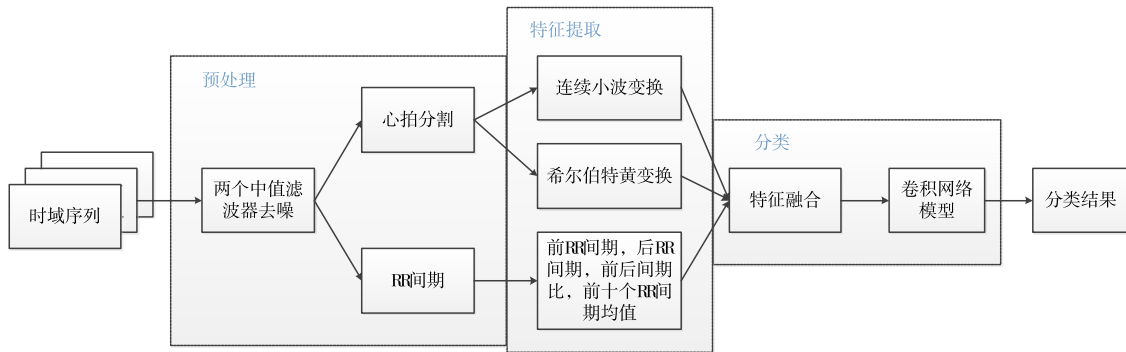 特征提取
预处理
连续小波变换
心拍分割
分类
希尔伯特黄变换
两个中值滤
波器去噪
时域序列
特征融合
卷积网络
模型
分类结果
前RR间期，后RR
间期，前后间期
比，前十个RR间
期均值
RR间期